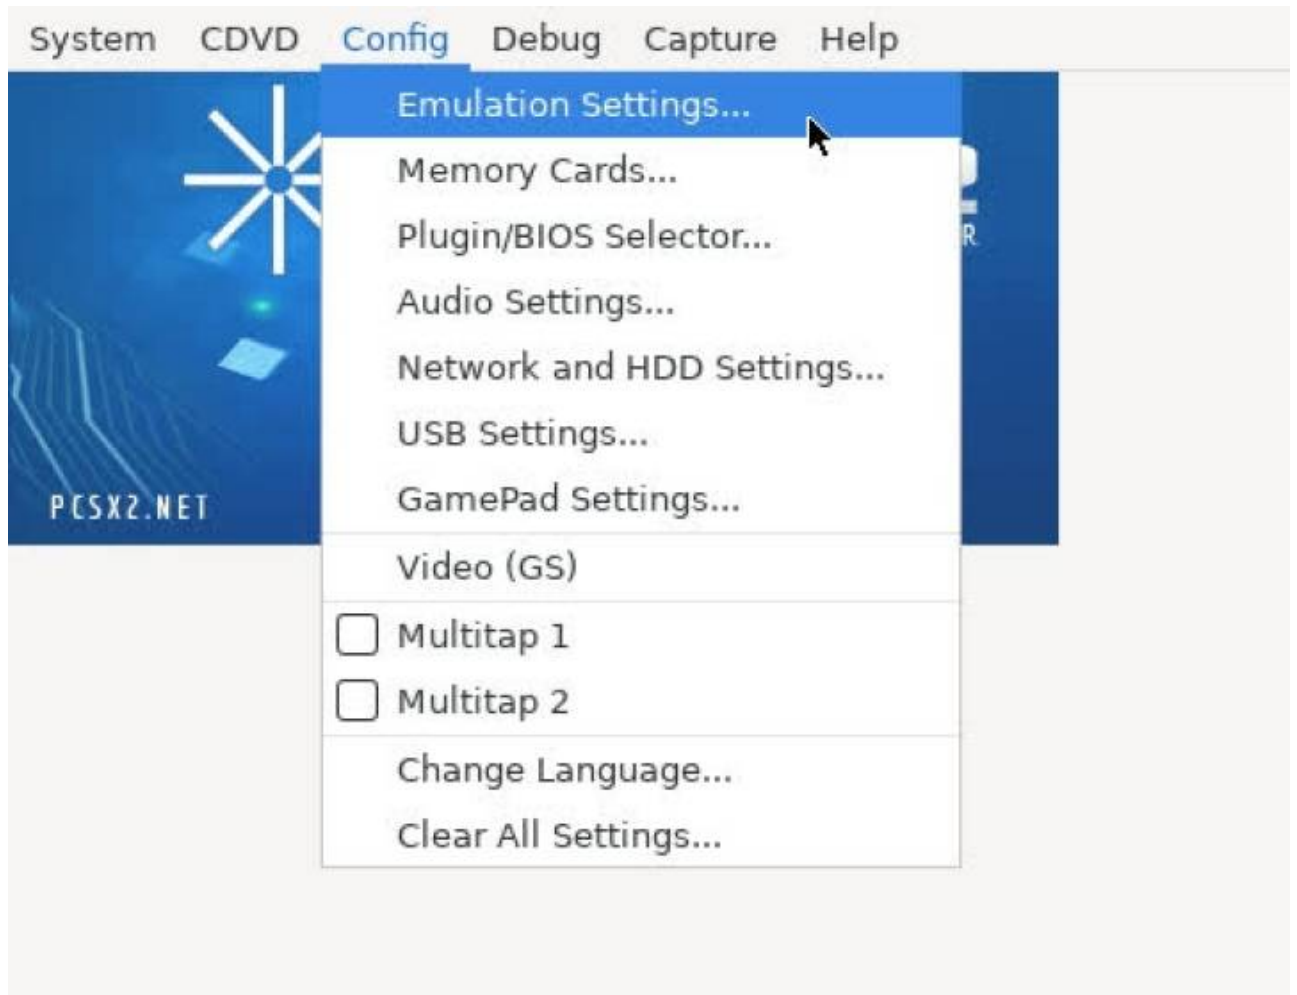 System CDVD Config Debug Capture Help
Emulation Settings...
Memory Cards...
Plugin/BIOS Selector...
Audio Settings...
Network and HDD Settings...
USB Settings...
GamePad Settings...
PCSX2.NET
Video (GS)
Multitap 1
Multitap 2
Change Language...
Clear All Settings...